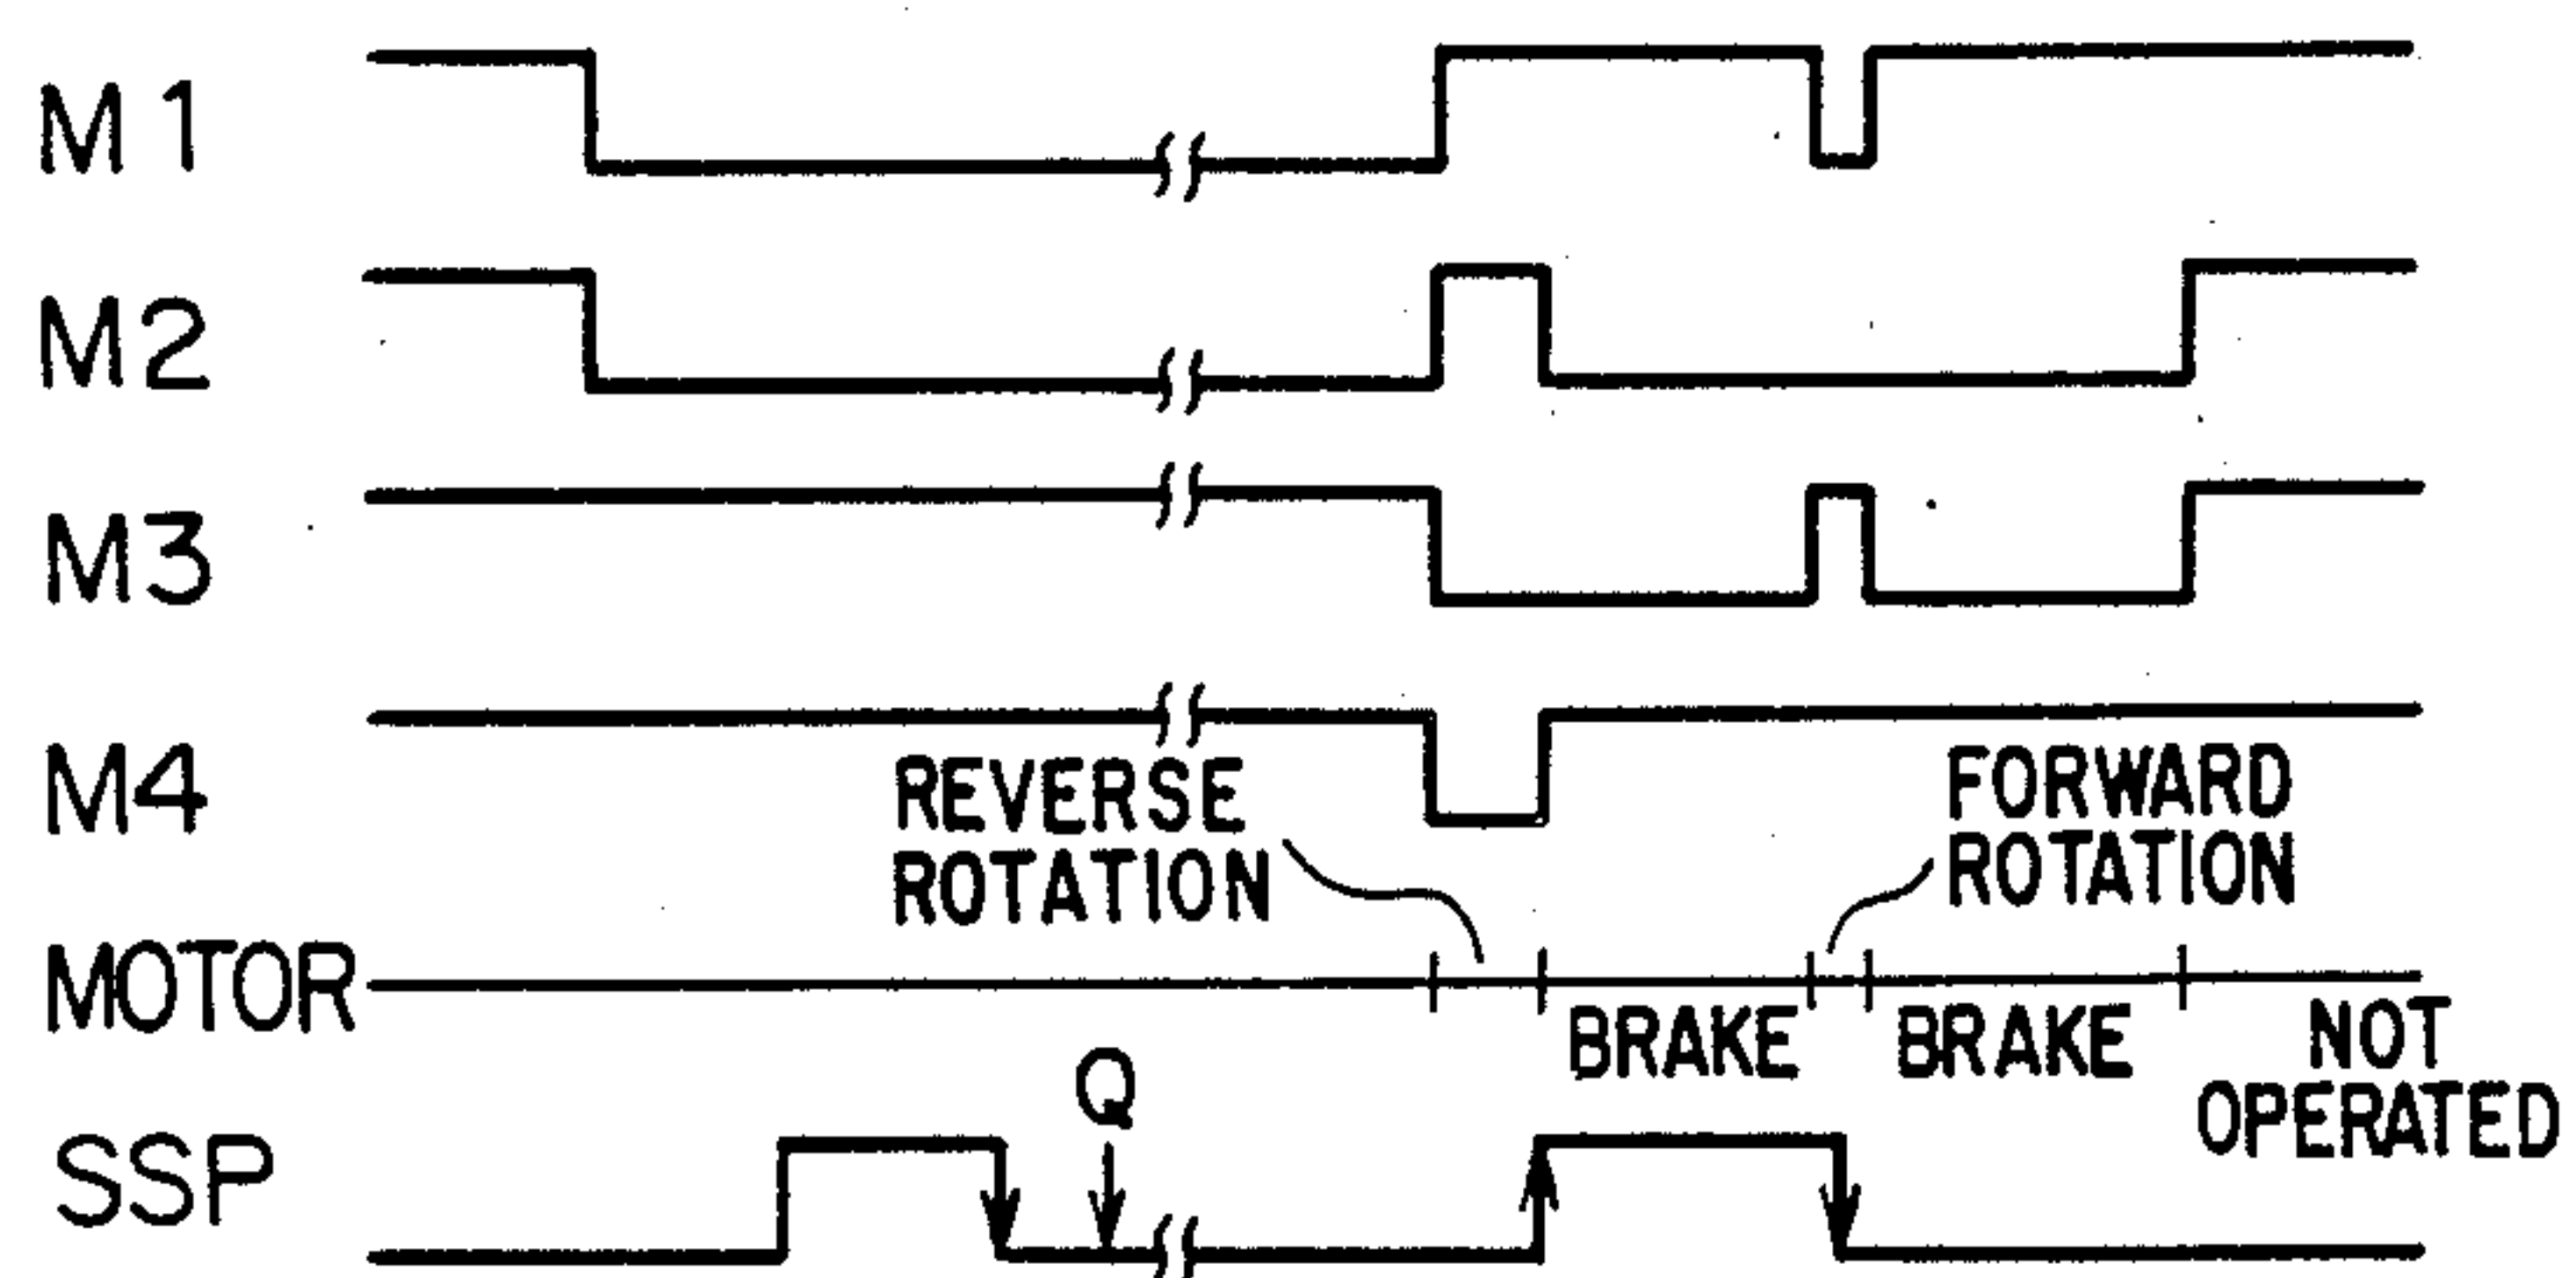 M1
M2
M3
M4
REVERSE
ROTATION
FORWARD
ROTATION
MOTOR
BRAKE
BRAKE
NOT
OPERATED
Q
SSP